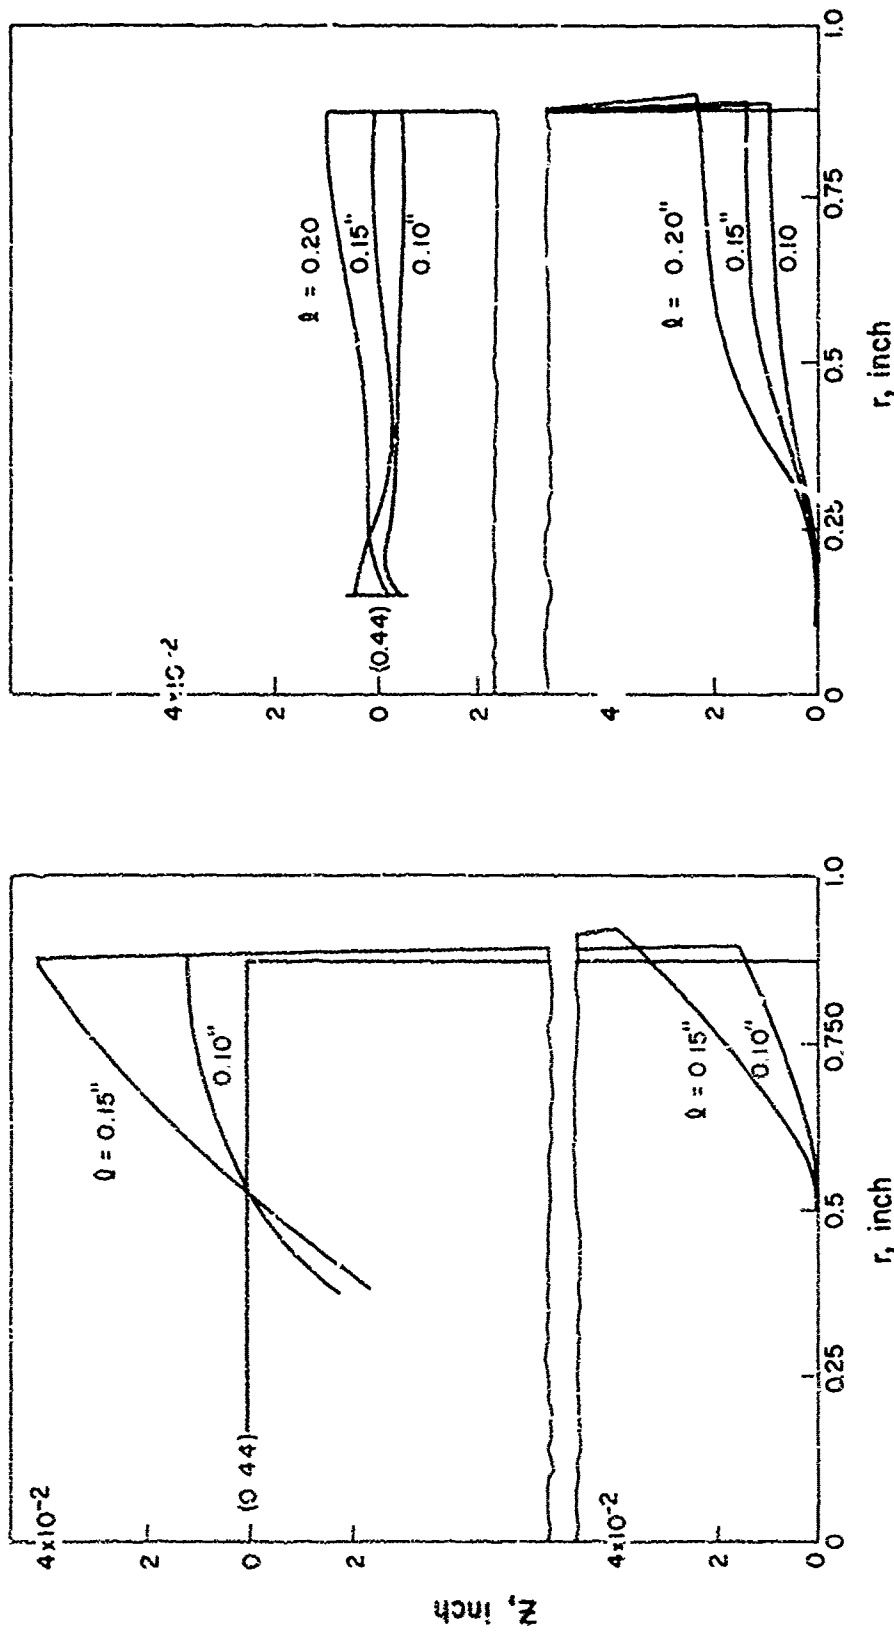 Z, inch
4x10-2
2
0
(0 44)
2
ℓ = 0.15"
0.10"
4x10-2
2
0
ℓ = 0.15"
0.10"
0
0.25
0.5
0.750
1.0
r, inch
4x10-2
2
0
(0.44)
2
ℓ = 0.20
0.15"
0.10"
4
2
0
ℓ = 0.20"
0.15"
0.10
0
0.25
0.5
0.75
1.0
r, inch